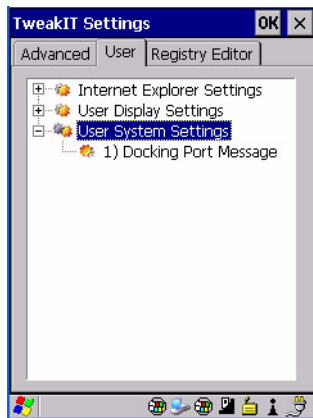 TweakIT Settings OK ×
Advanced User Registry Editor
Internet Explorer Settings
User Display Settings
User System Settings
1) Docking Port Message